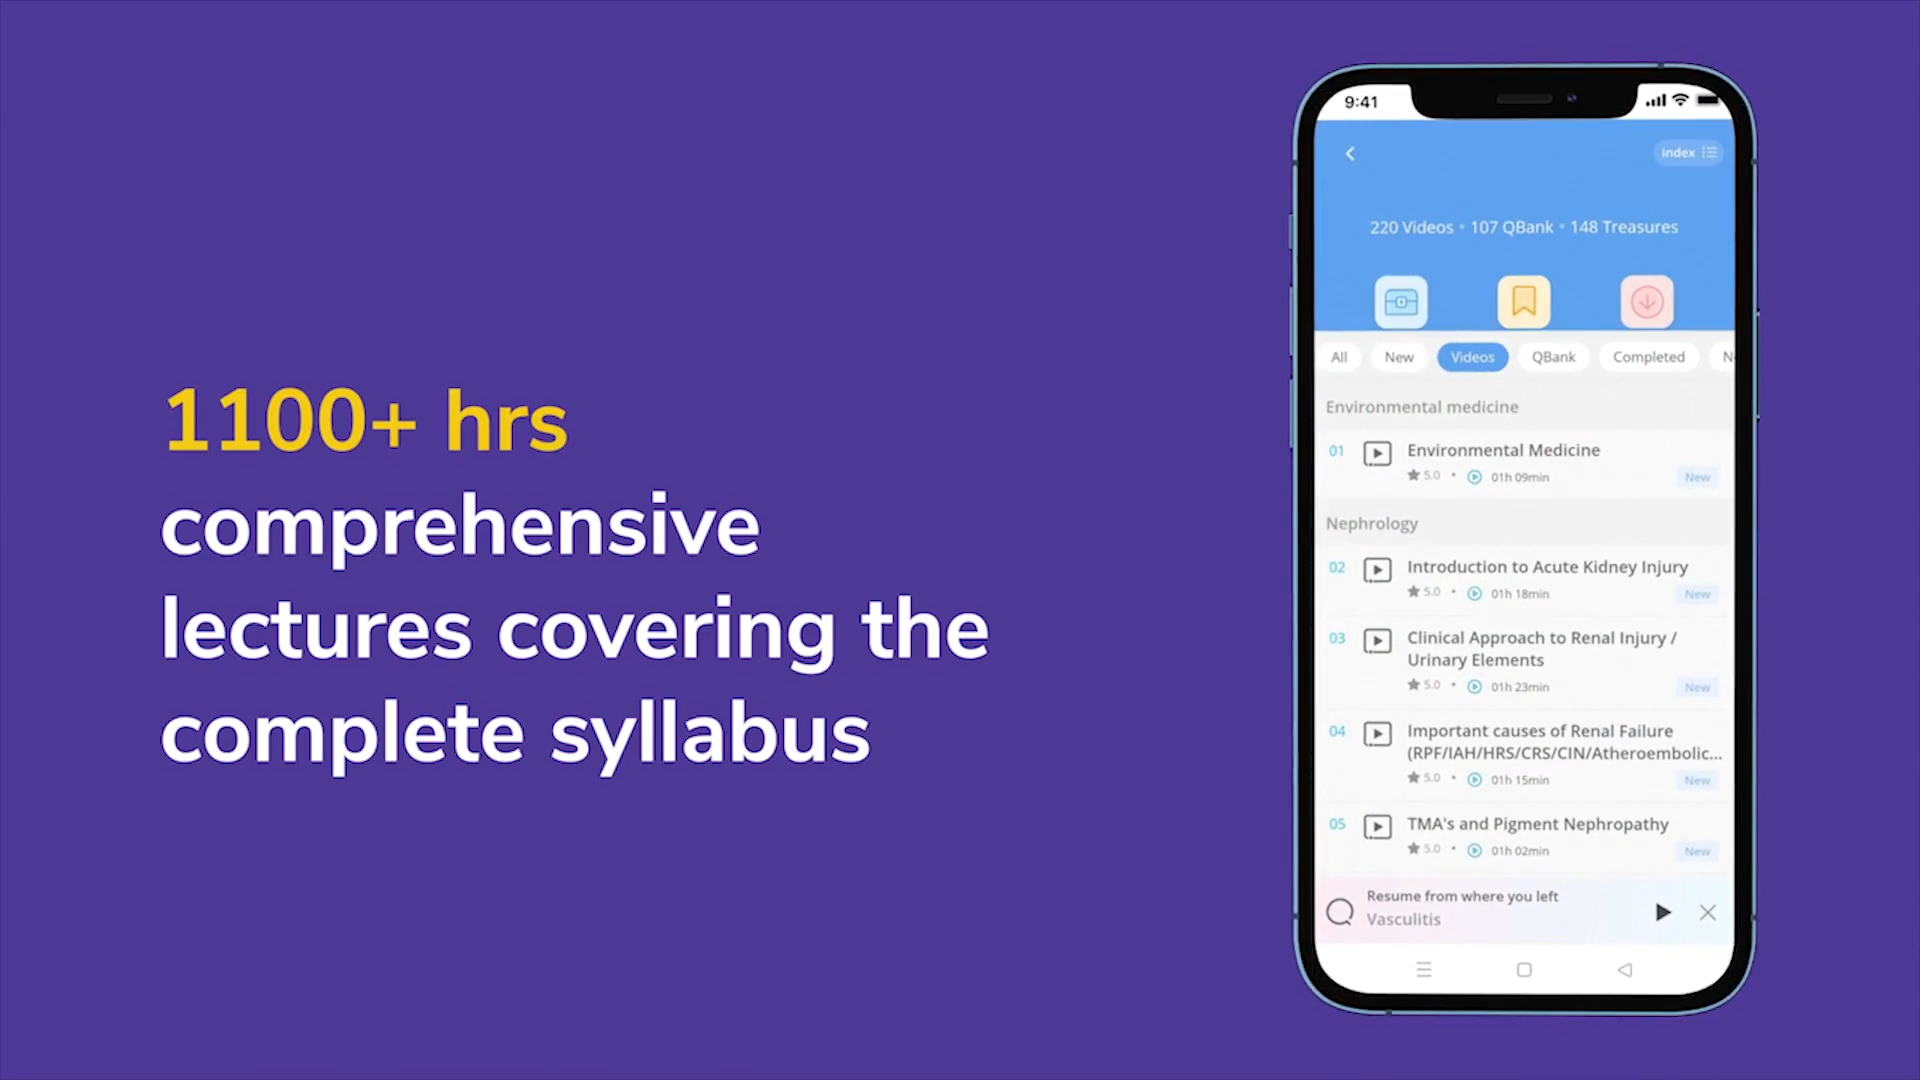 1100+ hrs
comprehensive
lectures covering the
complete syllabus
9:41
Index
220 Videos • 107 QBank • 148 Treasures
All New Videos QBank Completed
Environmental medicine
01 Environmental Medicine
5.0 • 01h 09min New
Nephrology
02 Introduction to Acute Kidney Injury
5.0 • 01h 18min New
03 Clinical Approach to Renal Injury /
Urinary Elements
5.0 • 01h 23min New
04 Important causes of Renal Failure
(RPF/IAH/HRS/CRS/CIN/Atheroembolic...
5.0 • 01h 15min New
05 TMA's and Pigment Nephropathy
5.0 • 01h 02min New
Resume from where you left
Vasculitis